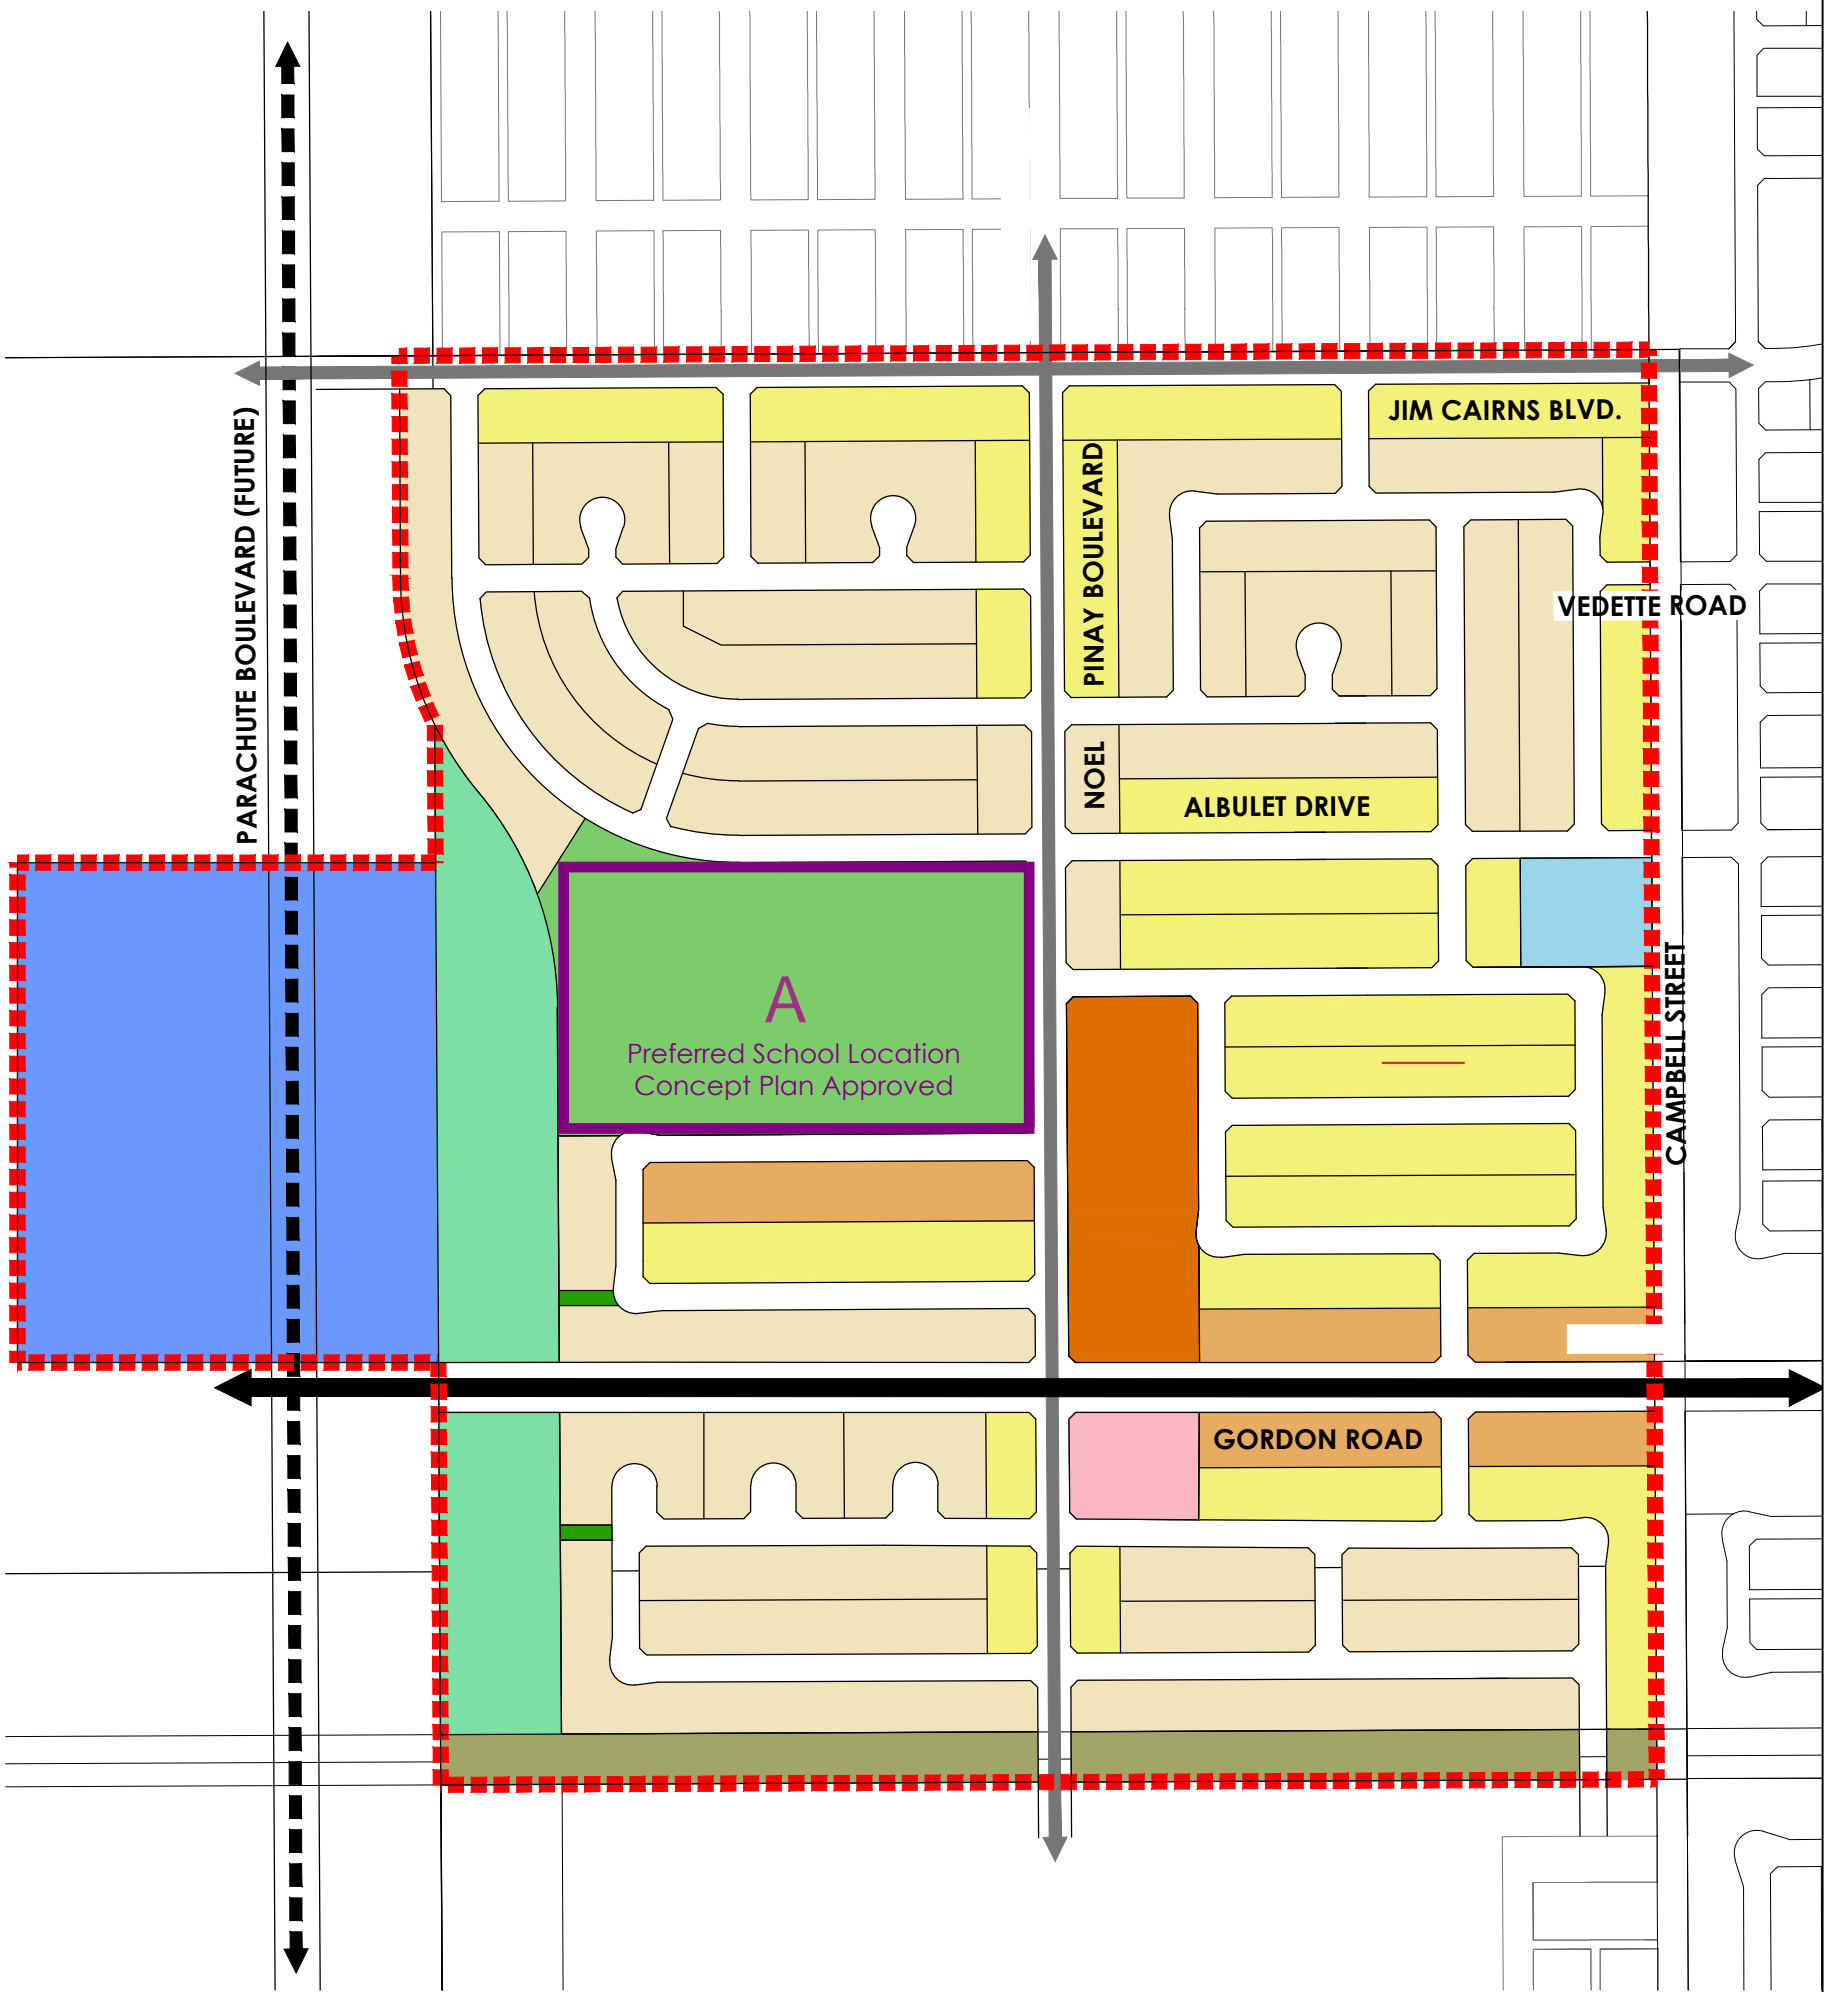 JIM CAIRNS BLVD.
PARACHUTE BOULEVARD (FUTURE)
PINAY BOULEVARD
VEDETTE ROAD
NOEL
ALBULET DRIVE
CAMPBELL STREET
A
Preferred School Location
Concept Plan Approved
GORDON ROAD